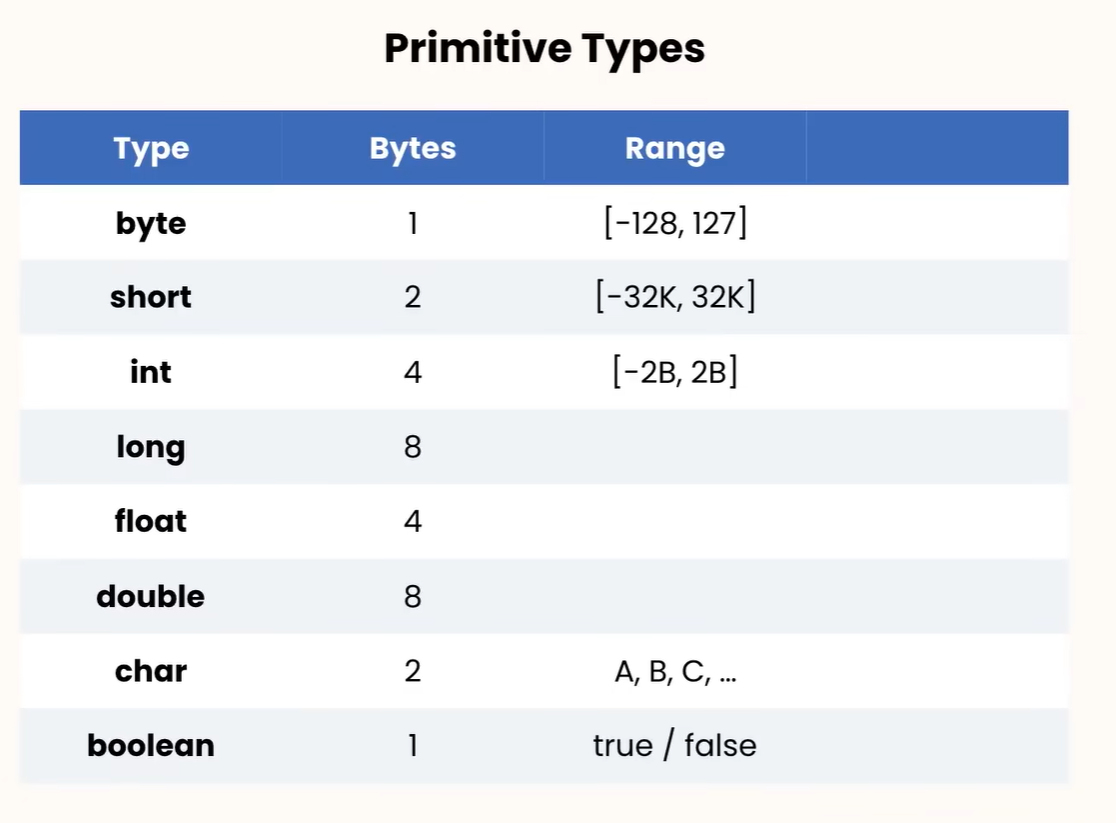 Primitive Types
Type Bytes Range
byte 1 [-128, 127]
short 2 [-32K, 32K]
int 4 [-2B, 2B]
long 8
float 4
double 8
char 2 A, B, C, ...
boolean 1 true / false